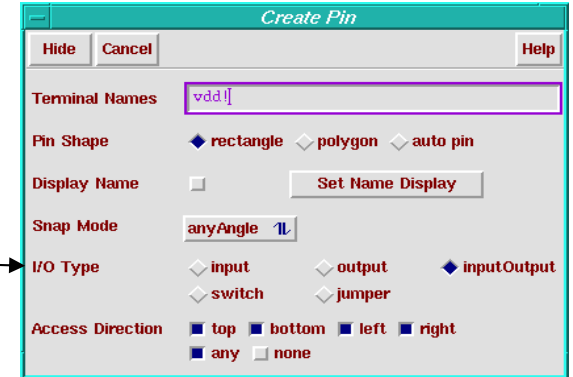 Create Pin
Hide Cancel Help
Terminal Names vdd!
Pin Shape rectangle polygon auto pin
Display Name Set Name Display
Snap Mode anyAngle
I/O Type input output inputOutput
switch jumper
Access Direction top bottom left right
any none